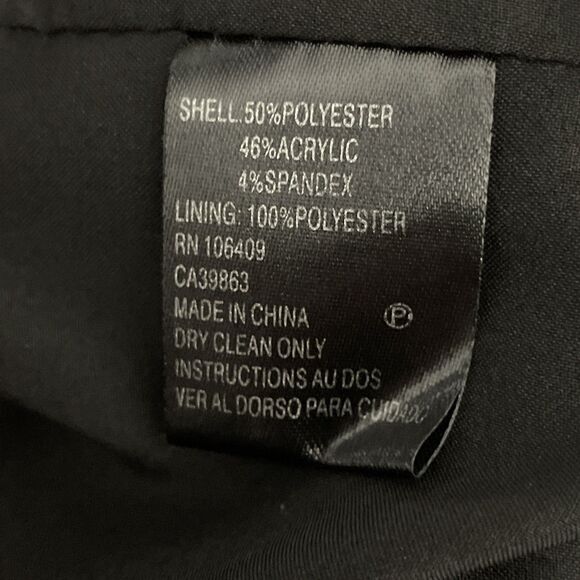 SHELL:50%POLYESTER
46%ACRYLIC
4%SPANDEX
LINING: 100%POLYESTER
RN 106409
CA39863
MADE IN CHINA
P
DRY CLEAN ONLY
INSTRUCTIONS AU DOS
VER AL DORSO PARA CUIDADO